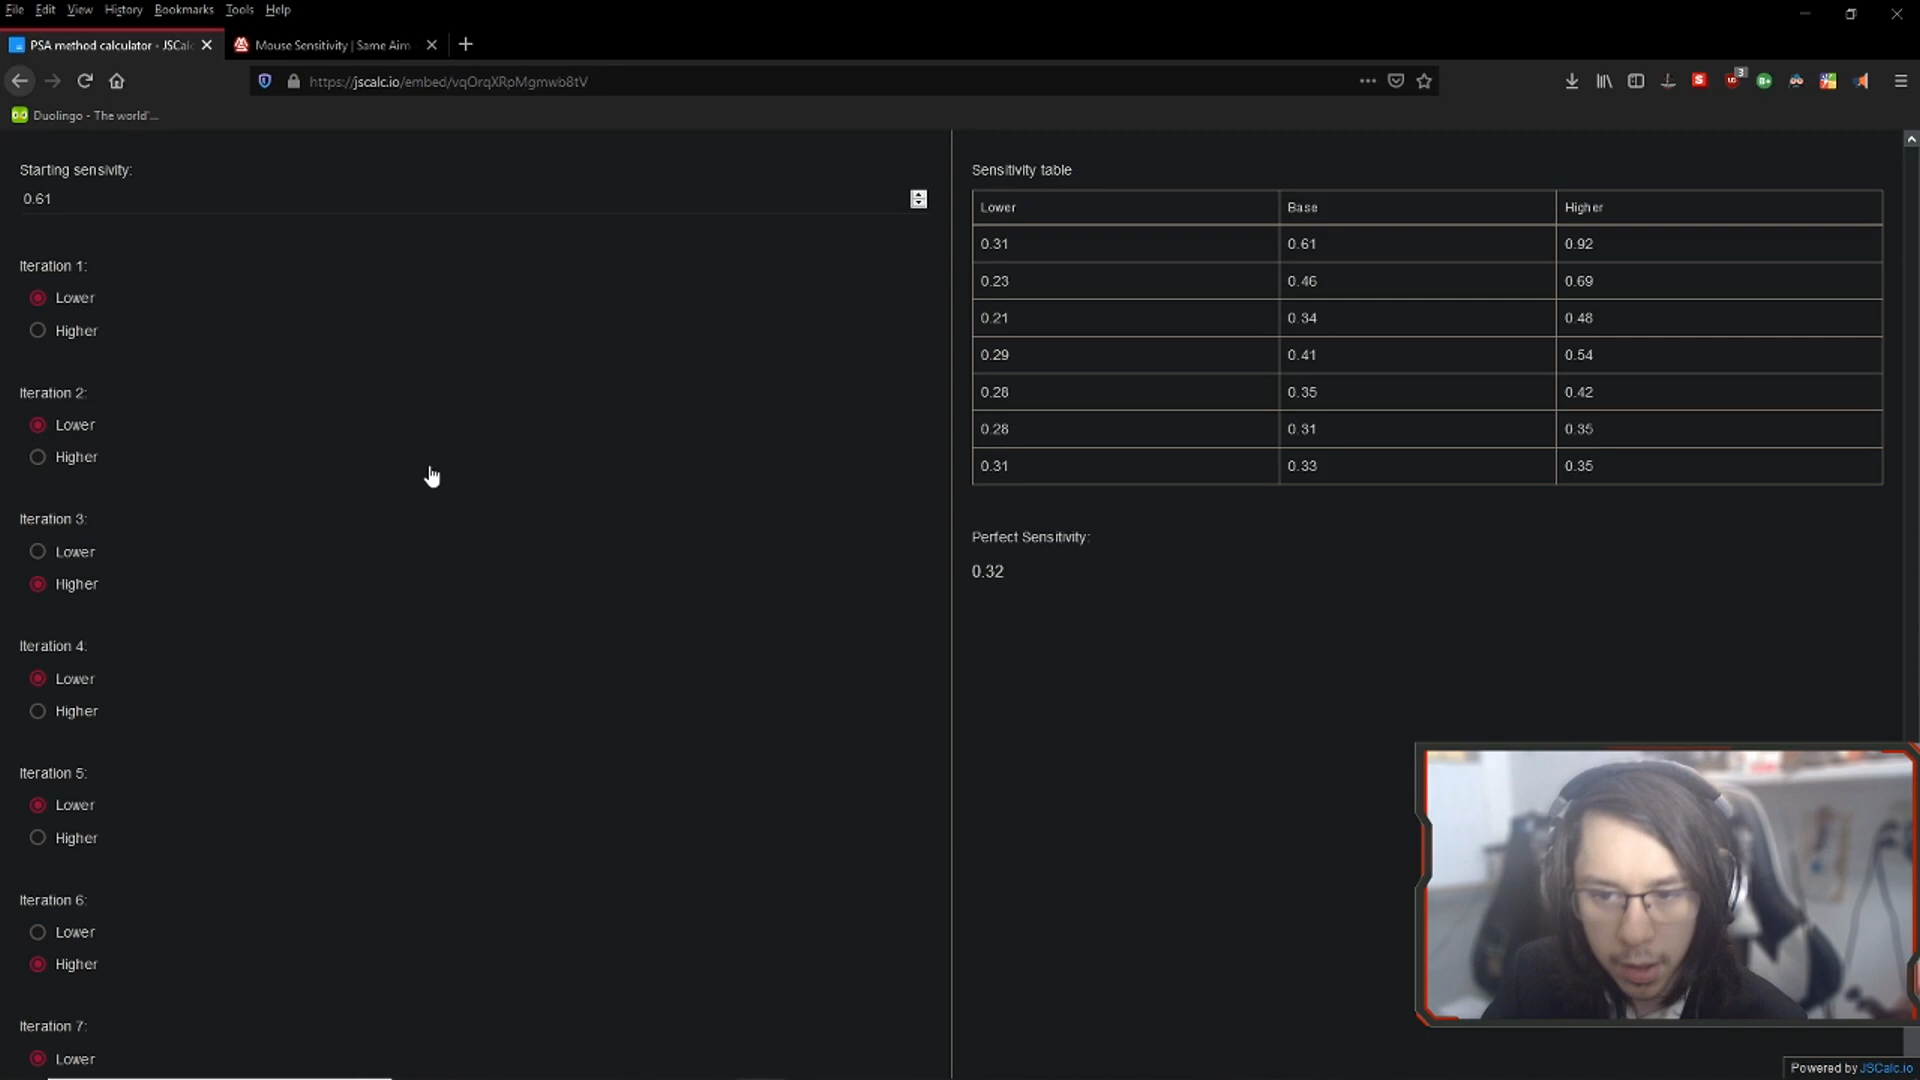 File Edit View History Bookmarks Tools Help
PSA method calculator - JSCalc
Mouse Sensitivity | Same Aim
https://jscalc.io/embed/vqOrqXRpMgmwb8tV
3
Duolingo - The world'...
Starting sensivity:
0.61
Iteration 1:
Lower
Higher
Iteration 2:
Lower
Higher
Iteration 3:
Lower
Higher
Iteration 4:
Lower
Higher
Iteration 5:
Lower
Higher
Iteration 6:
Lower
Higher
Iteration 7:
Lower
Sensitivity table
Lower Base Higher
0.31 0.61 0.92
0.23 0.46 0.69
0.21 0.34 0.48
0.29 0.41 0.54
0.28 0.35 0.42
0.28 0.31 0.35
0.31 0.33 0.35
Perfect Sensitivity:
0.32
Powered by JSCalc.io